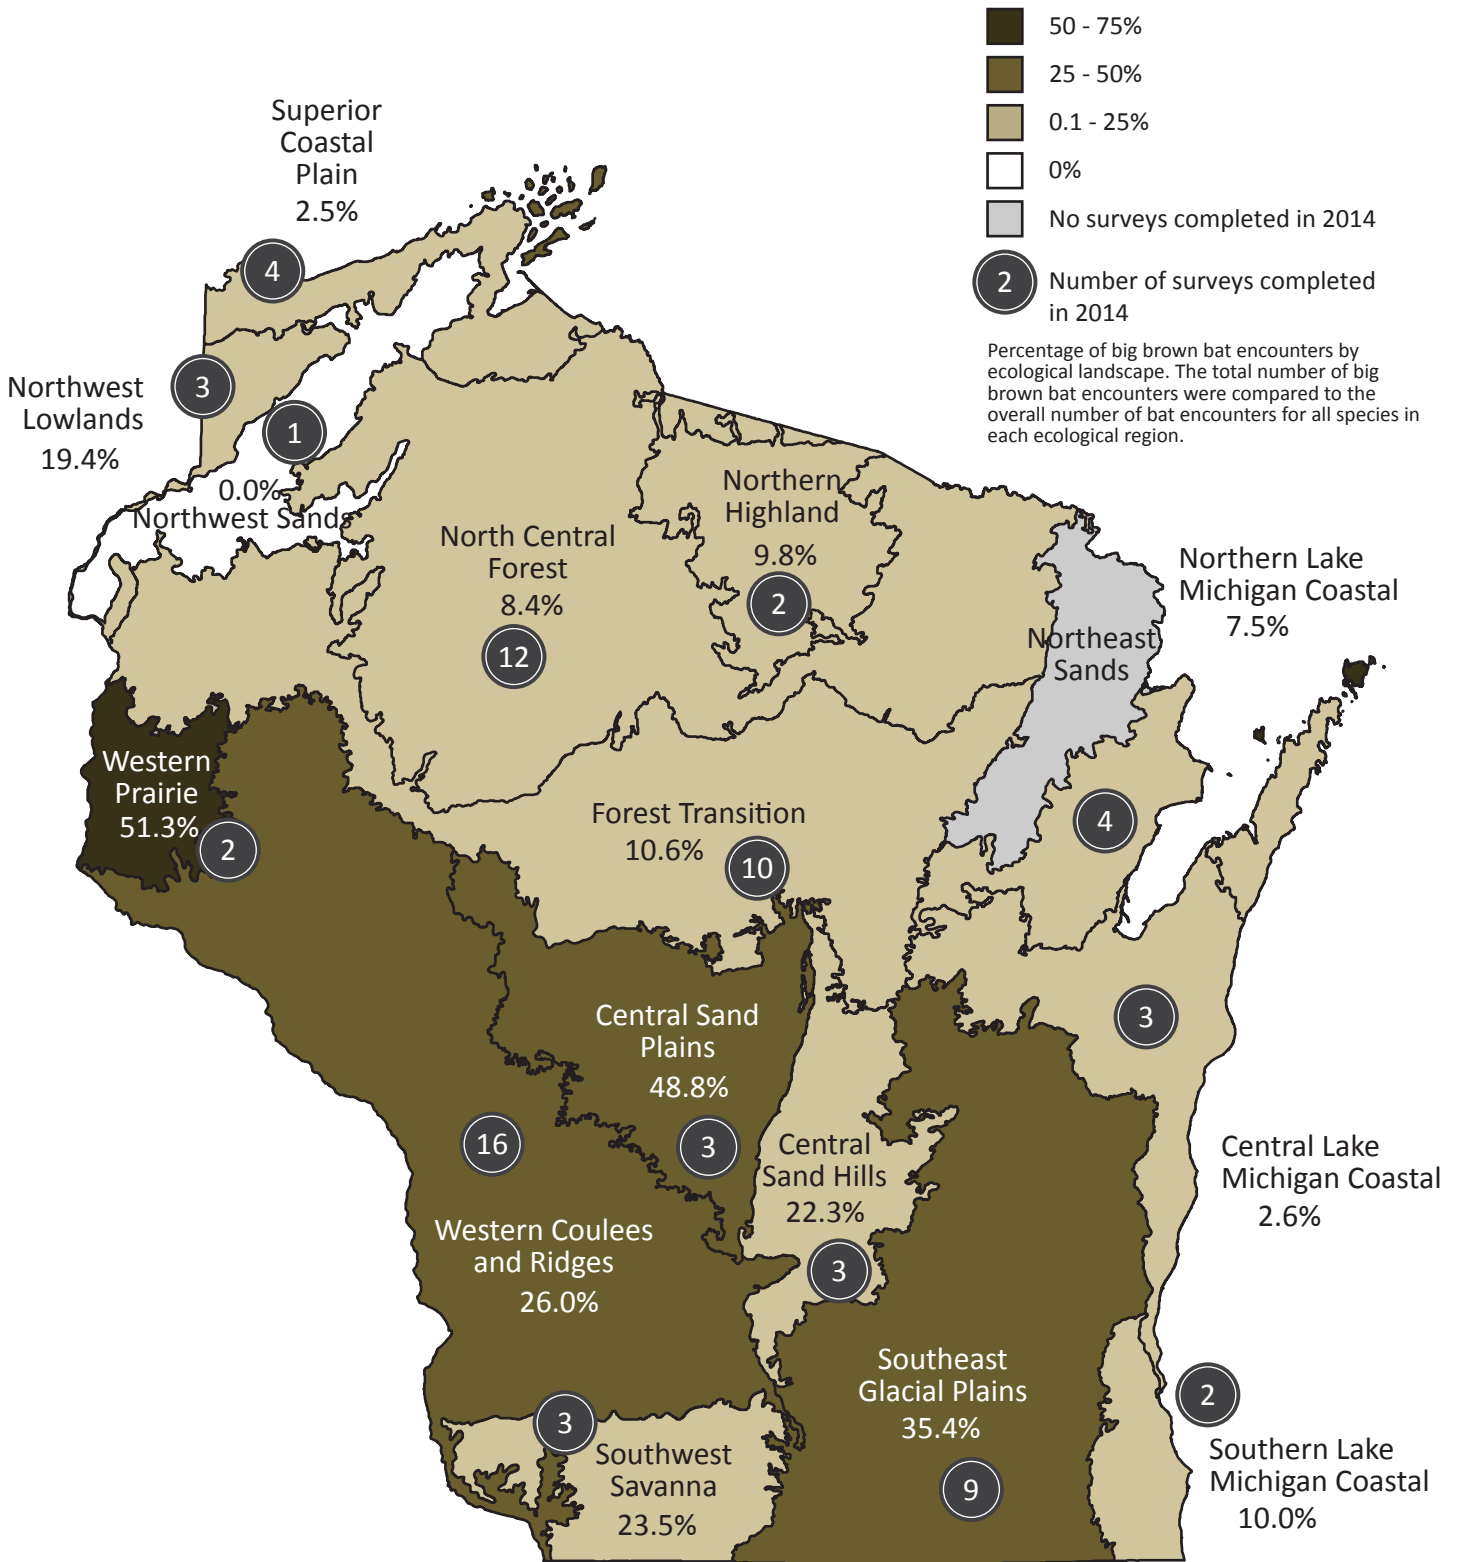 50 - 75%
25 - 50%
0.1 - 25%
0%
No surveys completed in 2014
2
Number of surveys completed
in 2014
Percentage of big brown bat encounters by
ecological landscape. The total number of big
brown bat encounters were compared to the
overall number of bat encounters for all species in
each ecological region.
Superior
Coastal
Plain
2.5%
4
Northwest
Lowlands
19.4%
3
1
0.0%
Northwest Sands
North Central
Forest
8.4%
12
Northern
Highland
9.8%
2
Northeast
Sands
Northern Lake
Michigan Coastal
7.5%
4
Western
Prairie
51.3%
2
Forest Transition
10.6%
10
Central Sand
Plains
48.8%
3
3
Central Lake
Michigan Coastal
2.6%
16
Western Coulees
and Ridges
26.0%
Central
Sand Hills
22.3%
3
Southeast
Glacial Plains
35.4%
9
3
Southwest
Savanna
23.5%
2
Southern Lake
Michigan Coastal
10.0%